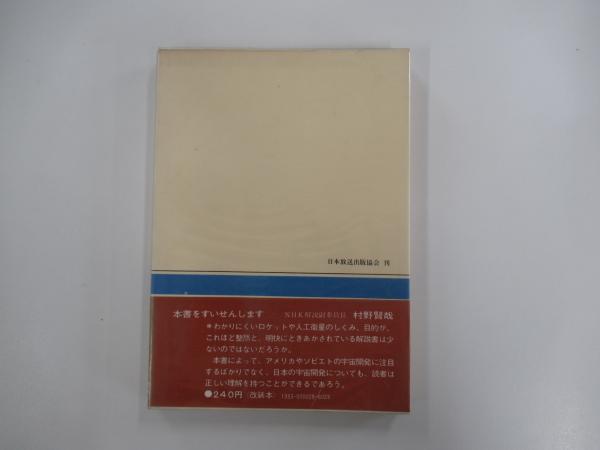 日本放送出版協会 刊
本書をすいせんします NHK解説副委員長 村野賢哉
＊わかりにくいロケットや人工衛星のしくみ、目的が、
これほど整然と、明快にときあかされている解説書は少
ないのではないだろうか。
本書によって、アメリカやソビエトの宇宙開発に注目
するばかりでなく、日本の宇宙開発についても、読者は
正しい理解を持つことができるであろう。
●240円〈改装本〉